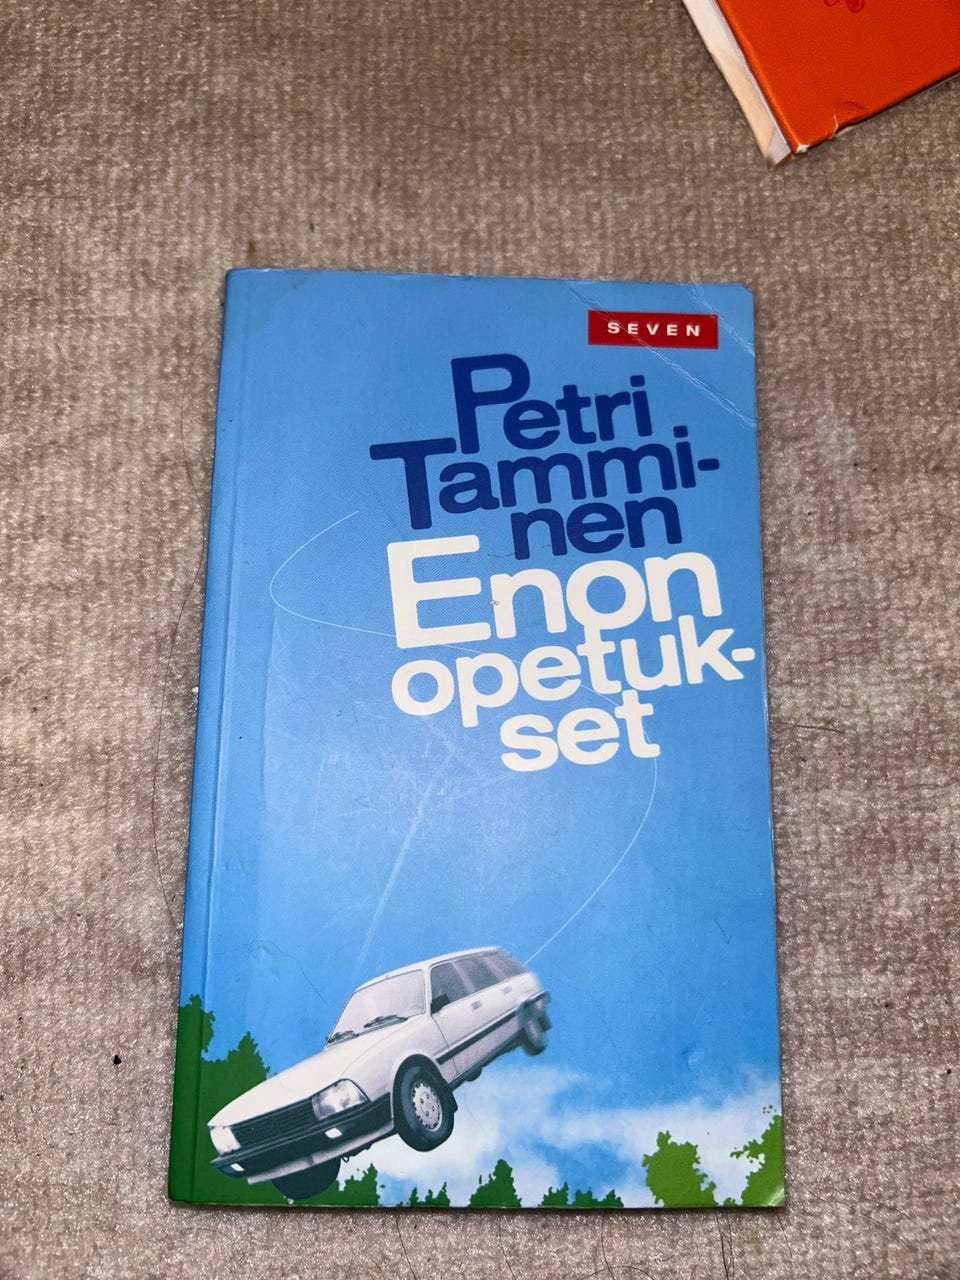 SEVEN
Petri
Tammi-
nen
Enon
opetuk-
set